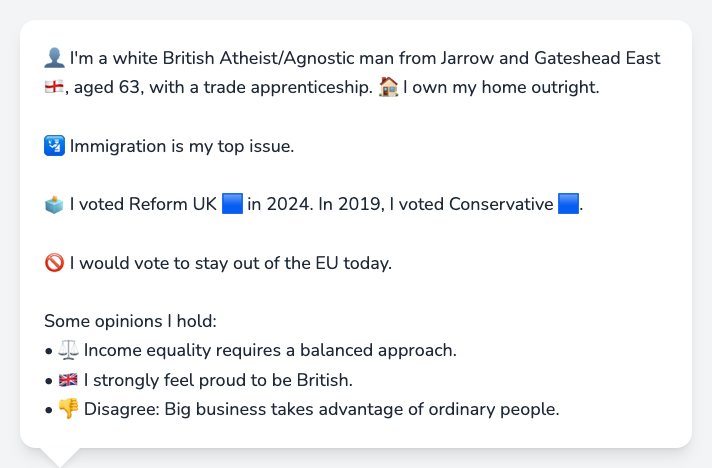 👤 I'm a white British Atheist/Agnostic man from Jarrow and Gateshead East
🏴󠁧󠁢󠁥󠁮󠁧󠁿, aged 63, with a trade apprenticeship. 🏠 I own my home outright.
🛂 Immigration is my top issue.
🗳️ I voted Reform UK 🟦 in 2024. In 2019, I voted Conservative 🟦.
🚫 I would vote to stay out of the EU today.
Some opinions I hold:
• ⚖️ Income equality requires a balanced approach.
• 🇬🇧 I strongly feel proud to be British.
• 👎 Disagree: Big business takes advantage of ordinary people.